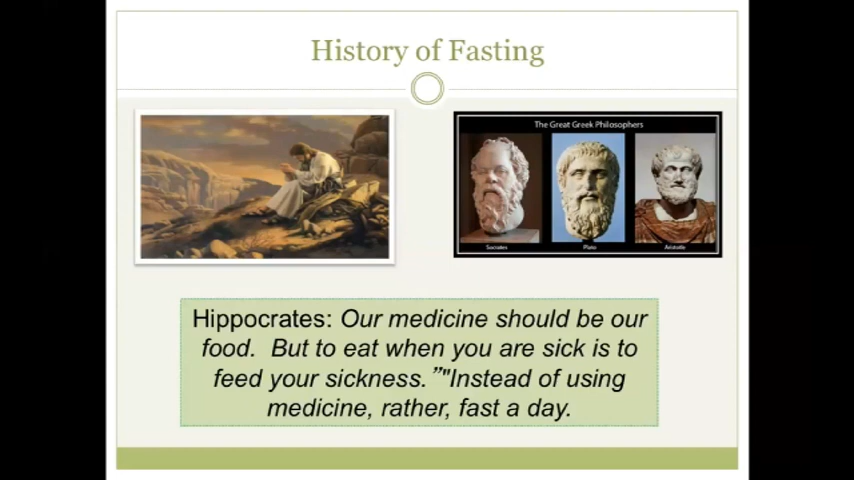 History of Fasting
The Great Greek Philosophers
Socrates
Plato
Aristotle
Hippocrates: Our medicine should be our
food.  But to eat when you are sick is to
feed your sickness.”"Instead of using
medicine, rather, fast a day.